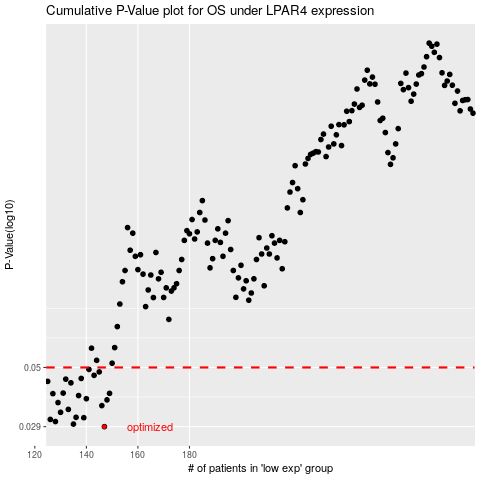 Cumulative P-Value plot for OS under LPAR4 expression
P-Value(log10)
0.05
0.029
optimized
120 140 160 180
# of patients in 'low exp' group